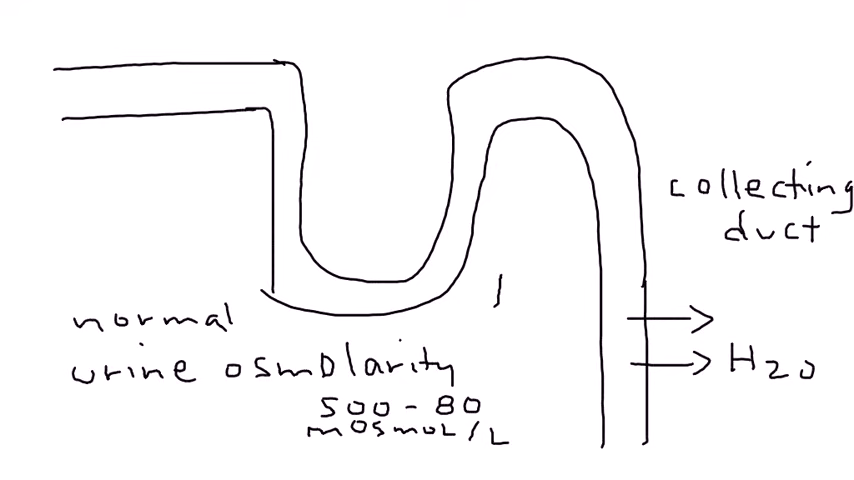 collecting
duct
normal
urine osmolarity
H2O
500-80
mosmoL/L